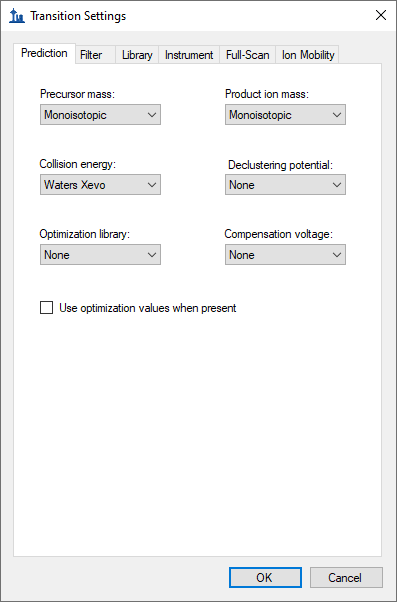 Transition Settings
Prediction Filter Library Instrument Full-Scan Ion Mobility
Precursor mass: Product ion mass:
Monoisotopic Monoisotopic
Collision energy: Declustering potential:
Waters Xevo None
Optimization library: Compensation voltage:
None None
Use optimization values when present
OK Cancel